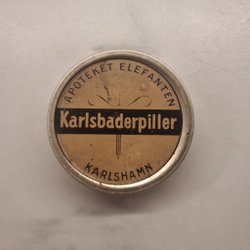 APOTEKET ELEFANTEN
Karlsbaderpiller
KARLSHAMN